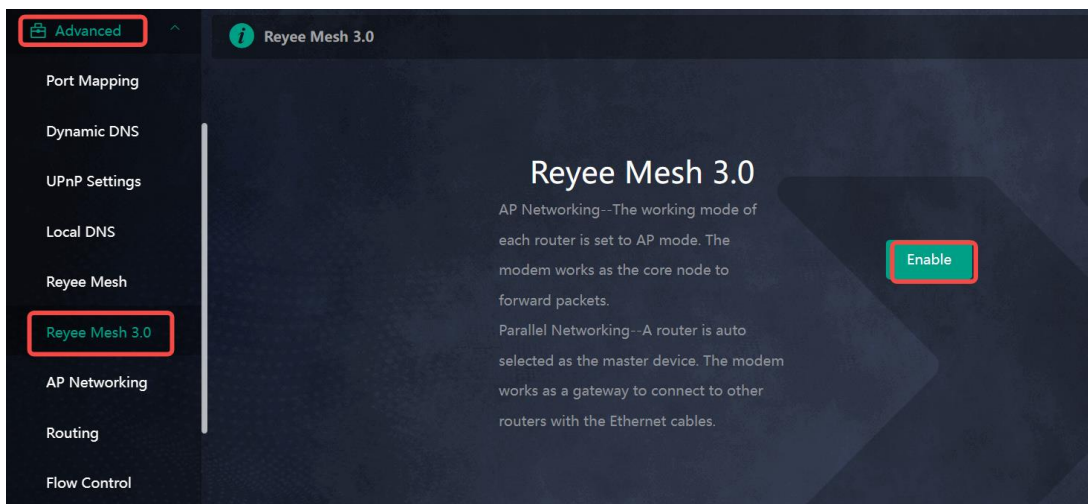 Advanced
Port Mapping
Dynamic DNS
UPnP Settings
Local DNS
Reyee Mesh
Reyee Mesh 3.0
AP Networking
Routing
Flow Control
i Reyee Mesh 3.0
Reyee Mesh 3.0
AP Networking--The working mode of
each router is set to AP mode. The
modem works as the core node to
forward packets.
Parallel Networking--A router is auto
selected as the master device. The modem
works as a gateway to connect to other
routers with the Ethernet cables.
Enable